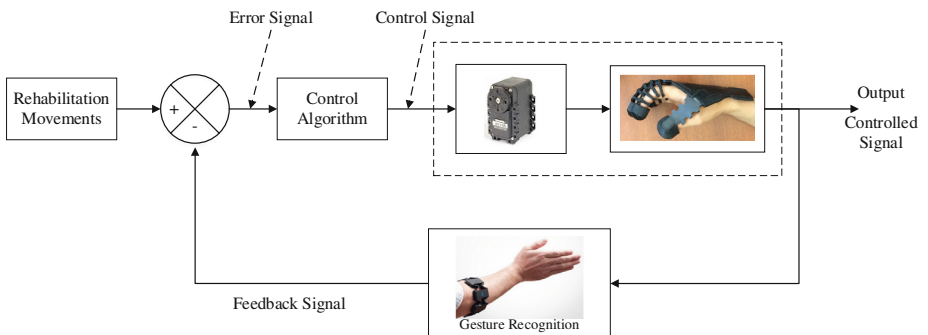 Error Signal
Control Signal
Rehabilitation
Movements
+
-
Control
Algorithm
Output
Controlled
Signal
Feedback Signal
Gesture Recognition